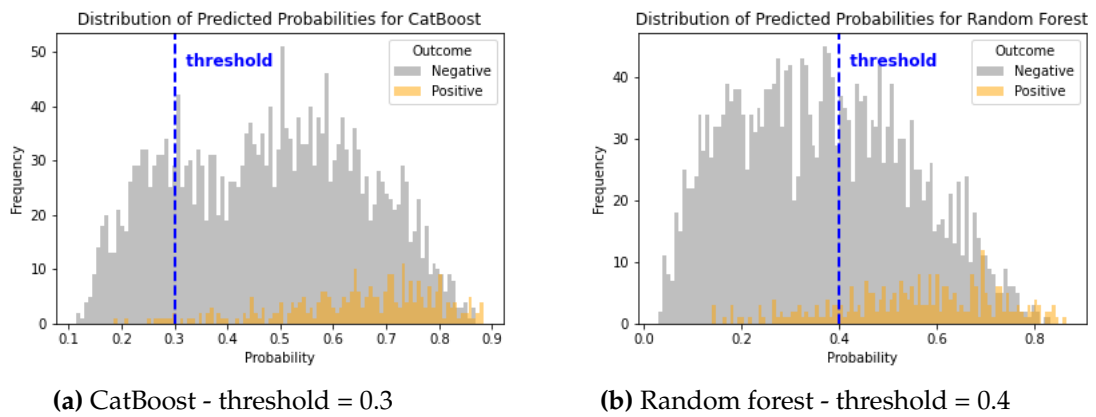 Distribution of Predicted Probabilities for CatBoost
50
40
30
20
10
0
Frequency
threshold
Outcome
Negative
Positive
0.1 0.2 0.3 0.4 0.5 0.6 0.7 0.8 0.9
Probability
(a) CatBoost - threshold = 0.3
Distribution of Predicted Probabilities for Random Forest
40
30
20
10
0
Frequency
threshold
Outcome
Negative
Positive
0.0 0.2 0.4 0.6 0.8
Probability
(b) Random forest - threshold = 0.4